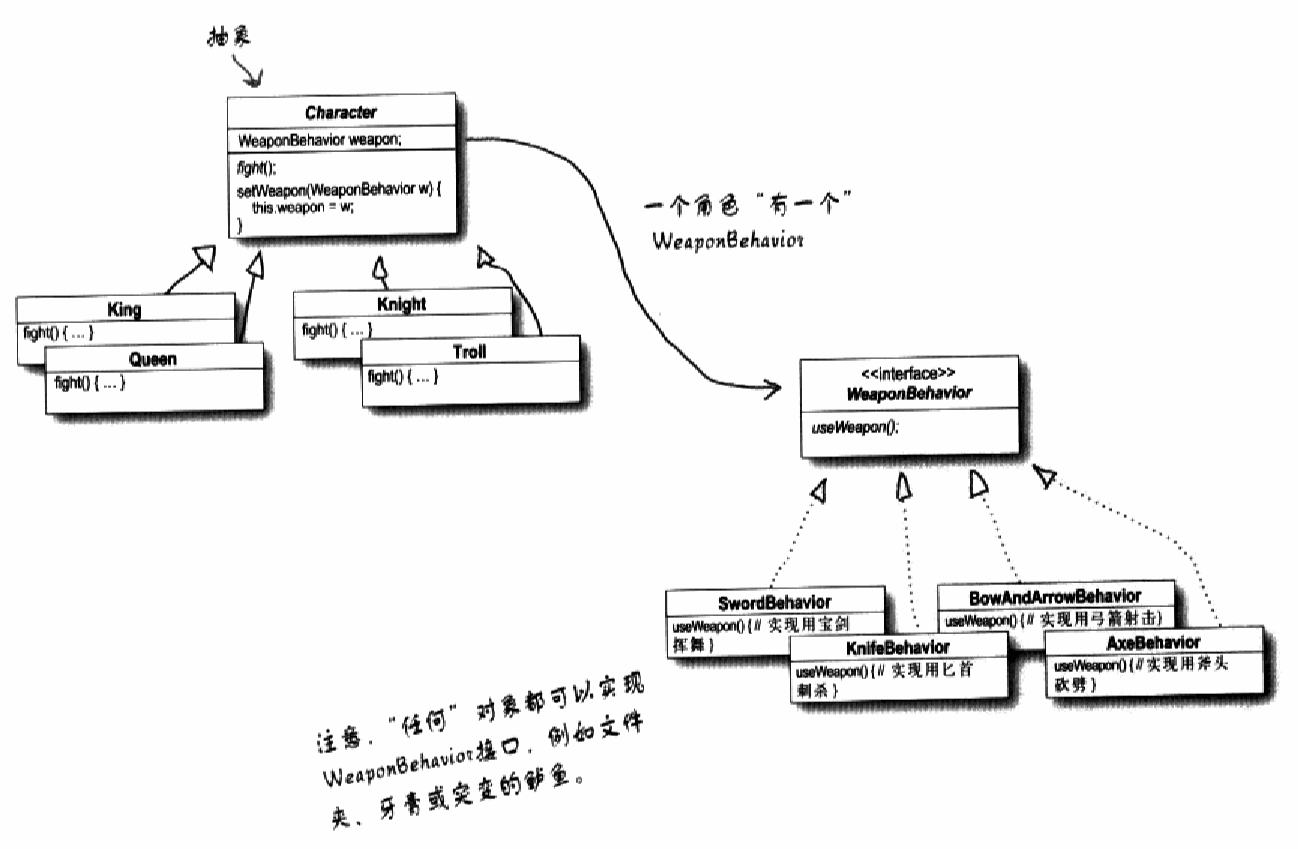 抽象
Character
WeaponBehavior weapon;
fight();
setWeapon(WeaponBehavior w) {
this.weapon = w;
}
一个角色“有一个”
WeaponBehavior
King
fight() { ... }
Queen
fight() { ... }
Knight
fight() { ... }
Troll
fight() { ... }
<<interface>>
WeaponBehavior
useWeapon();
SwordBehavior
useWeapon() { // 实现用宝剑
挥舞 }
KnifeBehavior
useWeapon() { // 实现用匕首
刺杀 }
BowAndArrowBehavior
useWeapon() { // 实现用弓箭射击}
AxeBehavior
useWeapon() { // 实现用斧头
砍劈 }
注意，“任何”对象都可以实现
WeaponBehavior接口，例如文件
夹、牙膏或突变的鲈鱼。